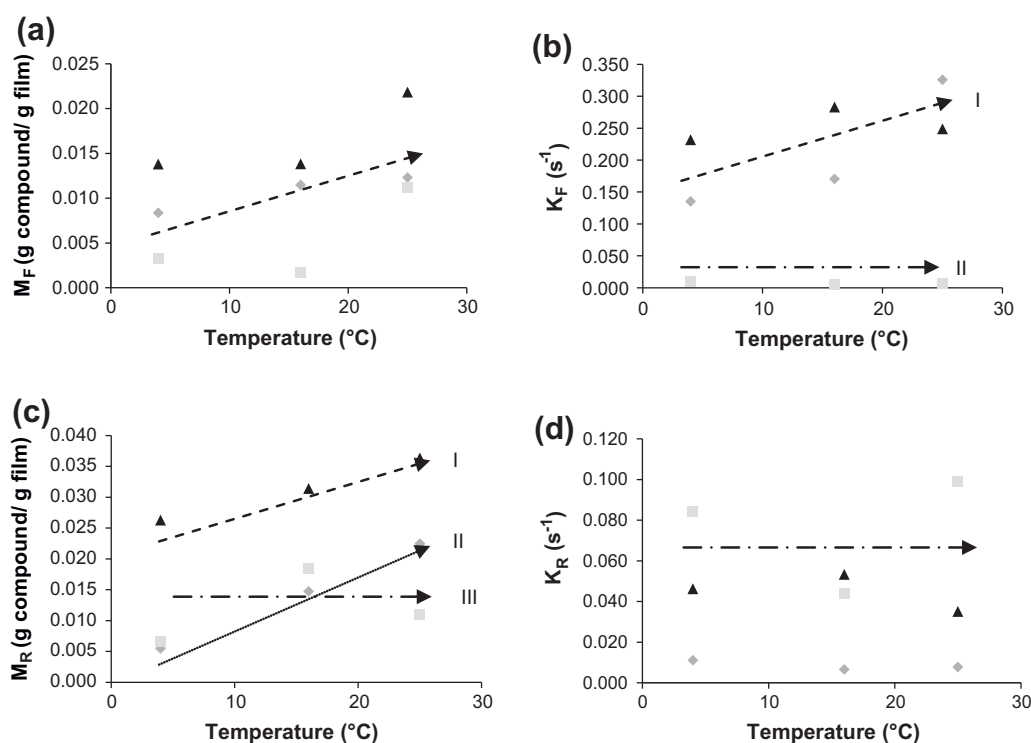 (a)
0.025
0.020
0.015
0.010
0.005
0.000
M_F (g compound/ g film)
0 10 20 30
Temperature (°C)
(b)
0.350
0.300
0.250
0.200
0.150
0.100
0.050
0.000
K_F (s⁻¹)
I
II
0 10 20 30
Temperature (°C)
(c)
0.040
0.035
0.030
0.025
0.020
0.015
0.010
0.005
0.000
M_R (g compound/ g film)
I
II
III
0 10 20 30
Temperature (°C)
(d)
0.120
0.100
0.080
0.060
0.040
0.020
0.000
K_R (s⁻¹)
0 10 20 30
Temperature (°C)